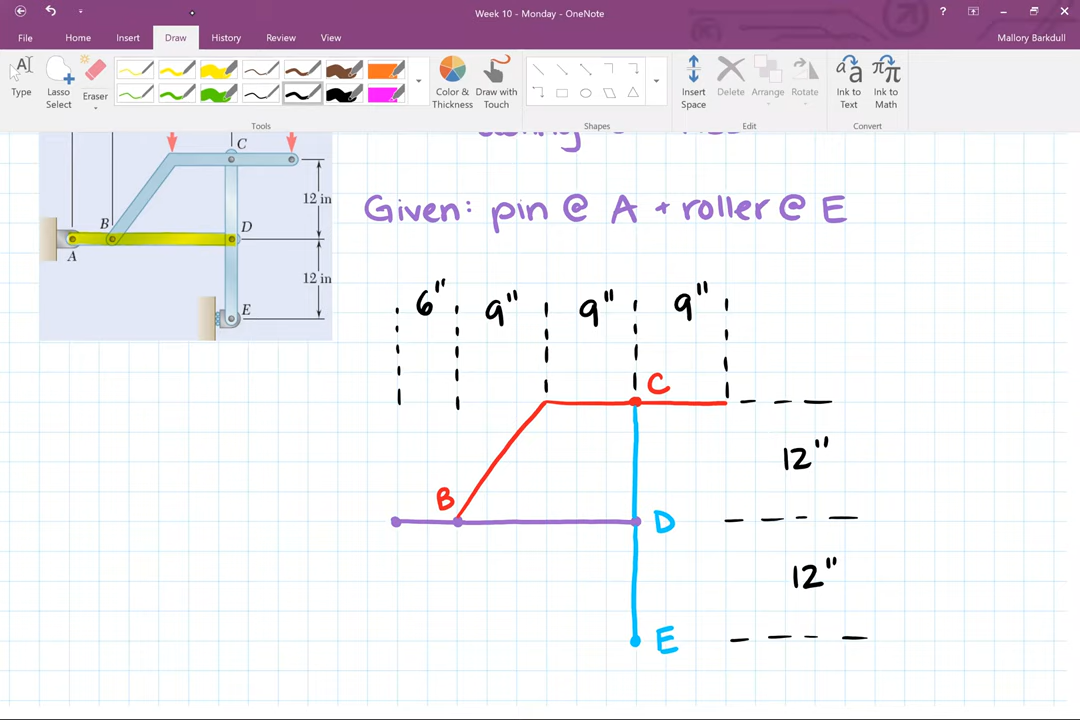 Week 10 - Monday - OneNote
Mallory Barkdull
File Home Insert Draw History Review View
Type
Lasso Select
Eraser
Color & Thickness
Draw with Touch
Insert Space
Delete
Arrange
Rotate
Ink to Text
Ink to Math
Tools
Shapes
Edit
Convert
C
12 in
B
D
A
12 in
E
Given: pin @ A + roller @ E
6" 9" 9" 9"
C
12"
B
D
12"
E